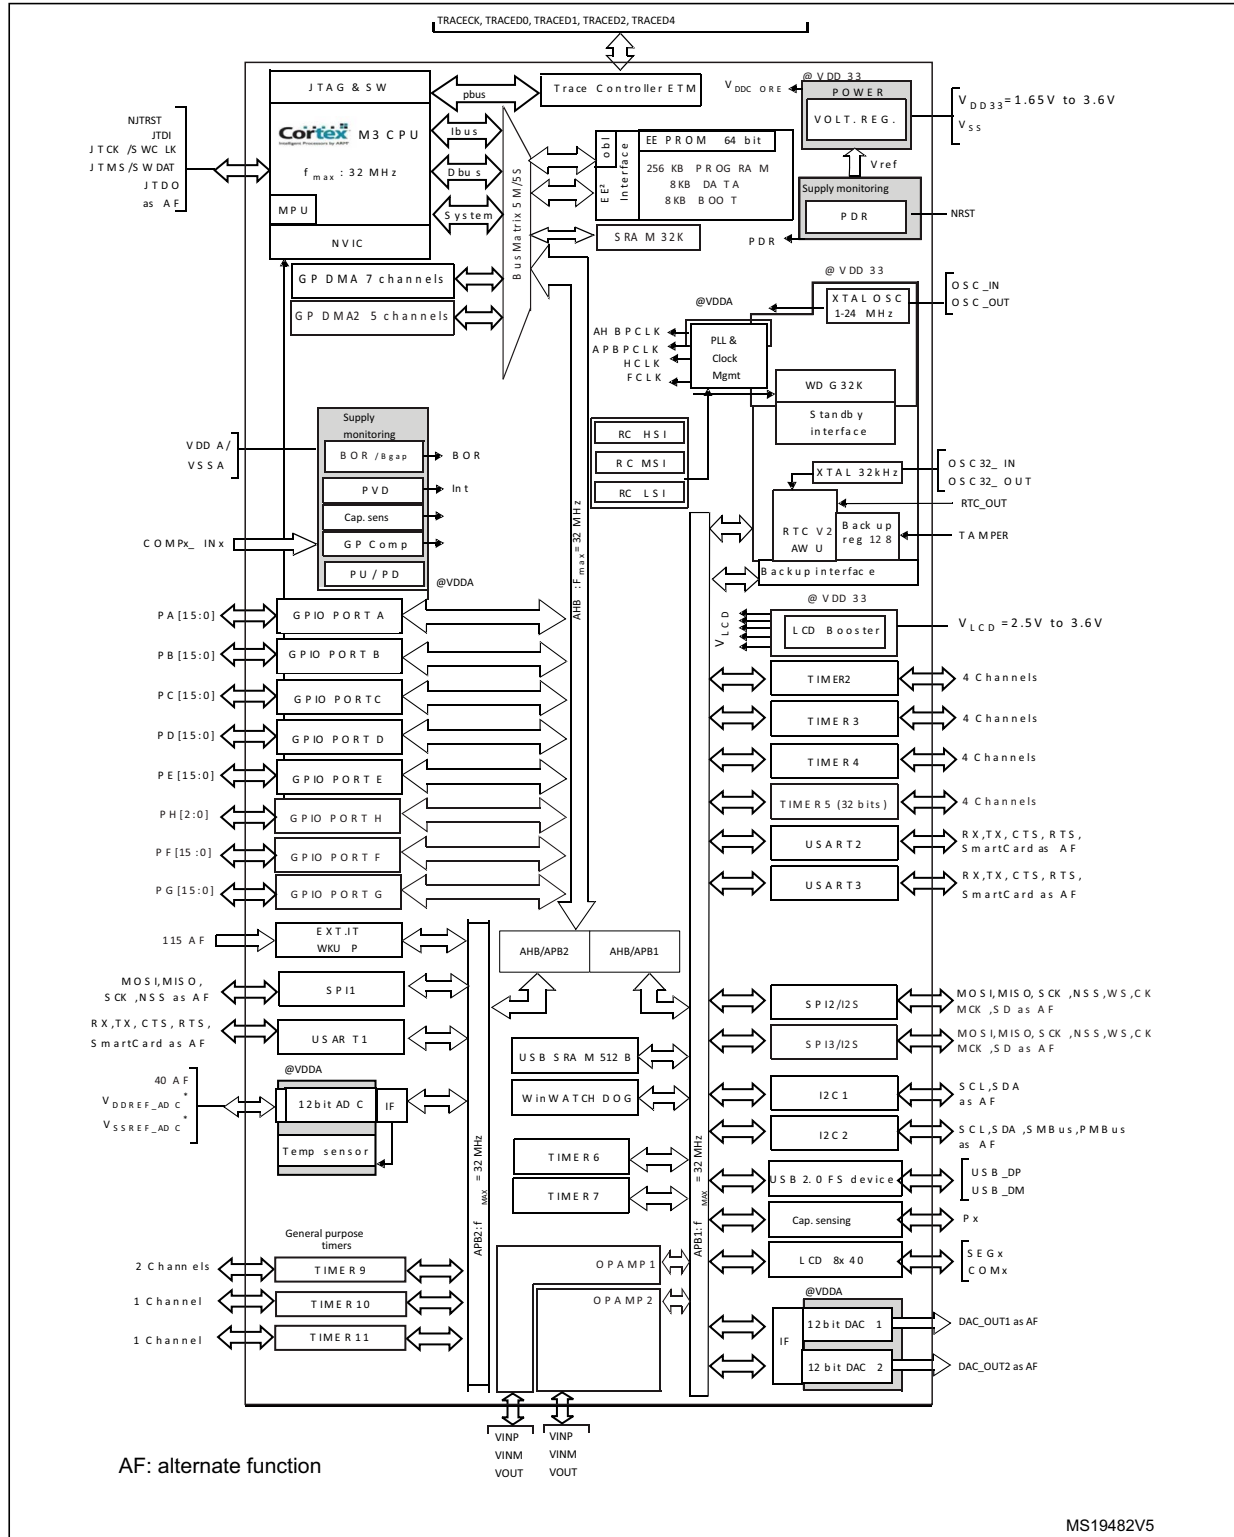 TRACECK, TRACED0, TRACED1, TRACED2, TRACED4
JTAG & SW
pbus
Trace Controller ETM
NJTRST
JTDI
JTCK /SWCLK
JTMS/SWDAT
JTDO
as AF
Cortex M3 CPU
Intelligent Processors by ARM
fmax : 32 MHz
MPU
NVIC
Ibus
Dbus
System
BusMatrix 5M/5S
EE² obl
Interface
EEPROM 64 bit
256 KB PROGRAM
8KB DATA
8KB BOOT
SRAM 32K
GP DMA 7 channels
GP DMA2 5 channels
@VDD33
VDDCORE
POWER
VOLT. REG.
VDD33=1.65V to 3.6V
VSS
Vref
Supply monitoring
PDR
NRST
PDR
@VDD33
XTAL OSC
1-24 MHz
OSC_IN
OSC_OUT
@VDDA
PLL &
Clock
Mgmt
AHBPCLK
APBPCLK
HCLK
FCLK
WDG32K
Standby
interface
RC HSI
RC MSI
RC LSI
XTAL 32kHz
OSC32_IN
OSC32_OUT
RTC_OUT
RTC V2
AWU
Backup
reg 128
TAMPER
Backup interface
VDDA/
VSSA
Supply
monitoring
BOR /Bgap
BOR
PVD
Int
Cap. sens
GP Comp
COMPx_INx
PU / PD
@VDDA
AHB : Fmax = 32 MHz
@VDD33
VLCD
LCD Booster
VLCD =2.5V to 3.6V
PA[15:0]
GPIO PORT A
PB[15:0]
GPIO PORT B
PC[15:0]
GPIO PORTC
PD[15:0]
GPIO PORT D
PE[15:0]
GPIO PORT E
PH[2:0]
GPIO PORT H
PF[15:0]
GPIO PORT F
PG[15:0]
GPIO PORT G
TIMER2
4 Channels
TIMER3
4 Channels
TIMER4
4 Channels
TIMER5 (32 bits)
4 Channels
USART2
RX,TX, CTS, RTS,
SmartCard as AF
USART3
RX,TX, CTS, RTS,
SmartCard as AF
115 AF
EXT.IT
WKUP
AHB/APB2
AHB/APB1
MOSI,MISO,
SCK ,NSS as AF
SPI1
RX,TX, CTS, RTS,
SmartCard as AF
USART1
@VDDA
40 AF
VDDREF_ADC*
VSSREF_ADC*
12bit ADC
IF
Temp sensor
APB2: fMAX = 32 MHz
USB SRAM 512 B
WinWATCHDOG
TIMER6
TIMER7
APB1: fMAX = 32 MHz
SPI2/I2S
MOSI,MISO, SCK ,NSS,WS,CK
MCK ,SD as AF
SPI3/I2S
MOSI,MISO, SCK ,NSS,WS,CK
MCK ,SD as AF
I2C1
SCL,SDA
as AF
I2C2
SCL,SDA ,SMBus,PMBus
as AF
USB 2.0 FS device
USB_DP
USB_DM
Cap. sensing
Px
LCD 8x 40
SEGx
COMx
General purpose
timers
2 Channels
TIMER9
1 Channel
TIMER10
1 Channel
TIMER11
OPAMP1
OPAMP2
@VDDA
IF
12bit DAC 1
DAC_OUT1 as AF
12 bit DAC 2
DAC_OUT2 as AF
VINP
VINM
VOUT
VINP
VINM
VOUT
AF: alternate function
MS19482V5